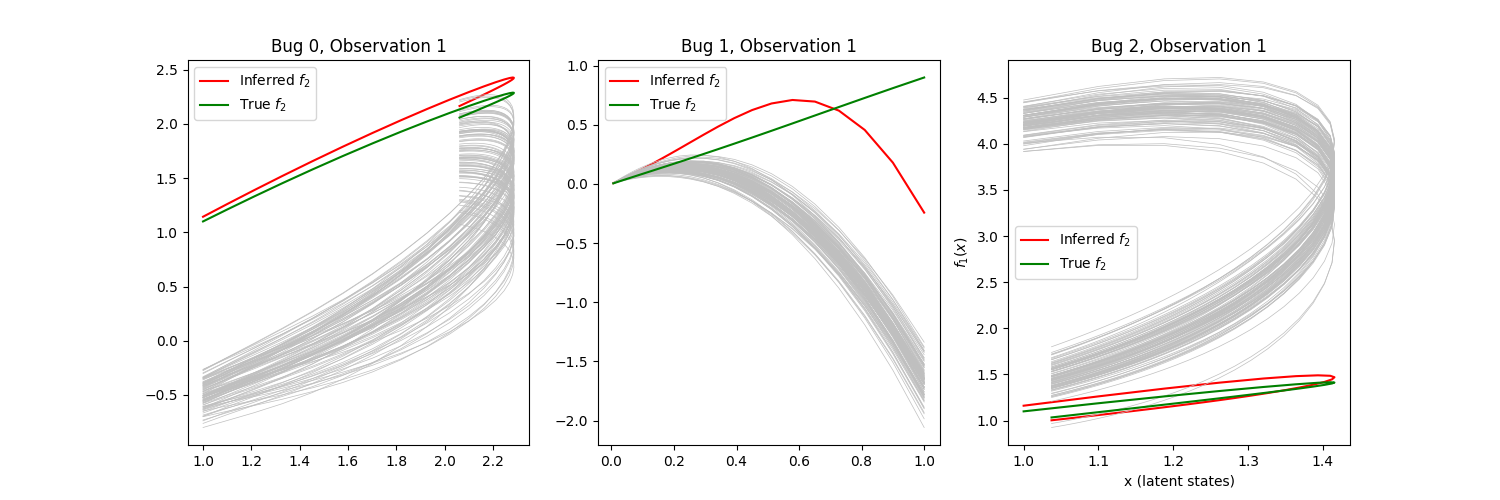 Bug 0, Observation 1
Inferred f₂
True f₂
2.5
2.0
1.5
1.0
0.5
0.0
−0.5
1.0 1.2 1.4 1.6 1.8 2.0 2.2
Bug 1, Observation 1
Inferred f₂
True f₂
1.0
0.5
0.0
−0.5
−1.0
−1.5
−2.0
0.0 0.2 0.4 0.6 0.8 1.0
Bug 2, Observation 1
f₁(x)
4.5
4.0
3.5
3.0
2.5
2.0
1.5
1.0
Inferred f₂
True f₂
1.0 1.1 1.2 1.3 1.4
x (latent states)